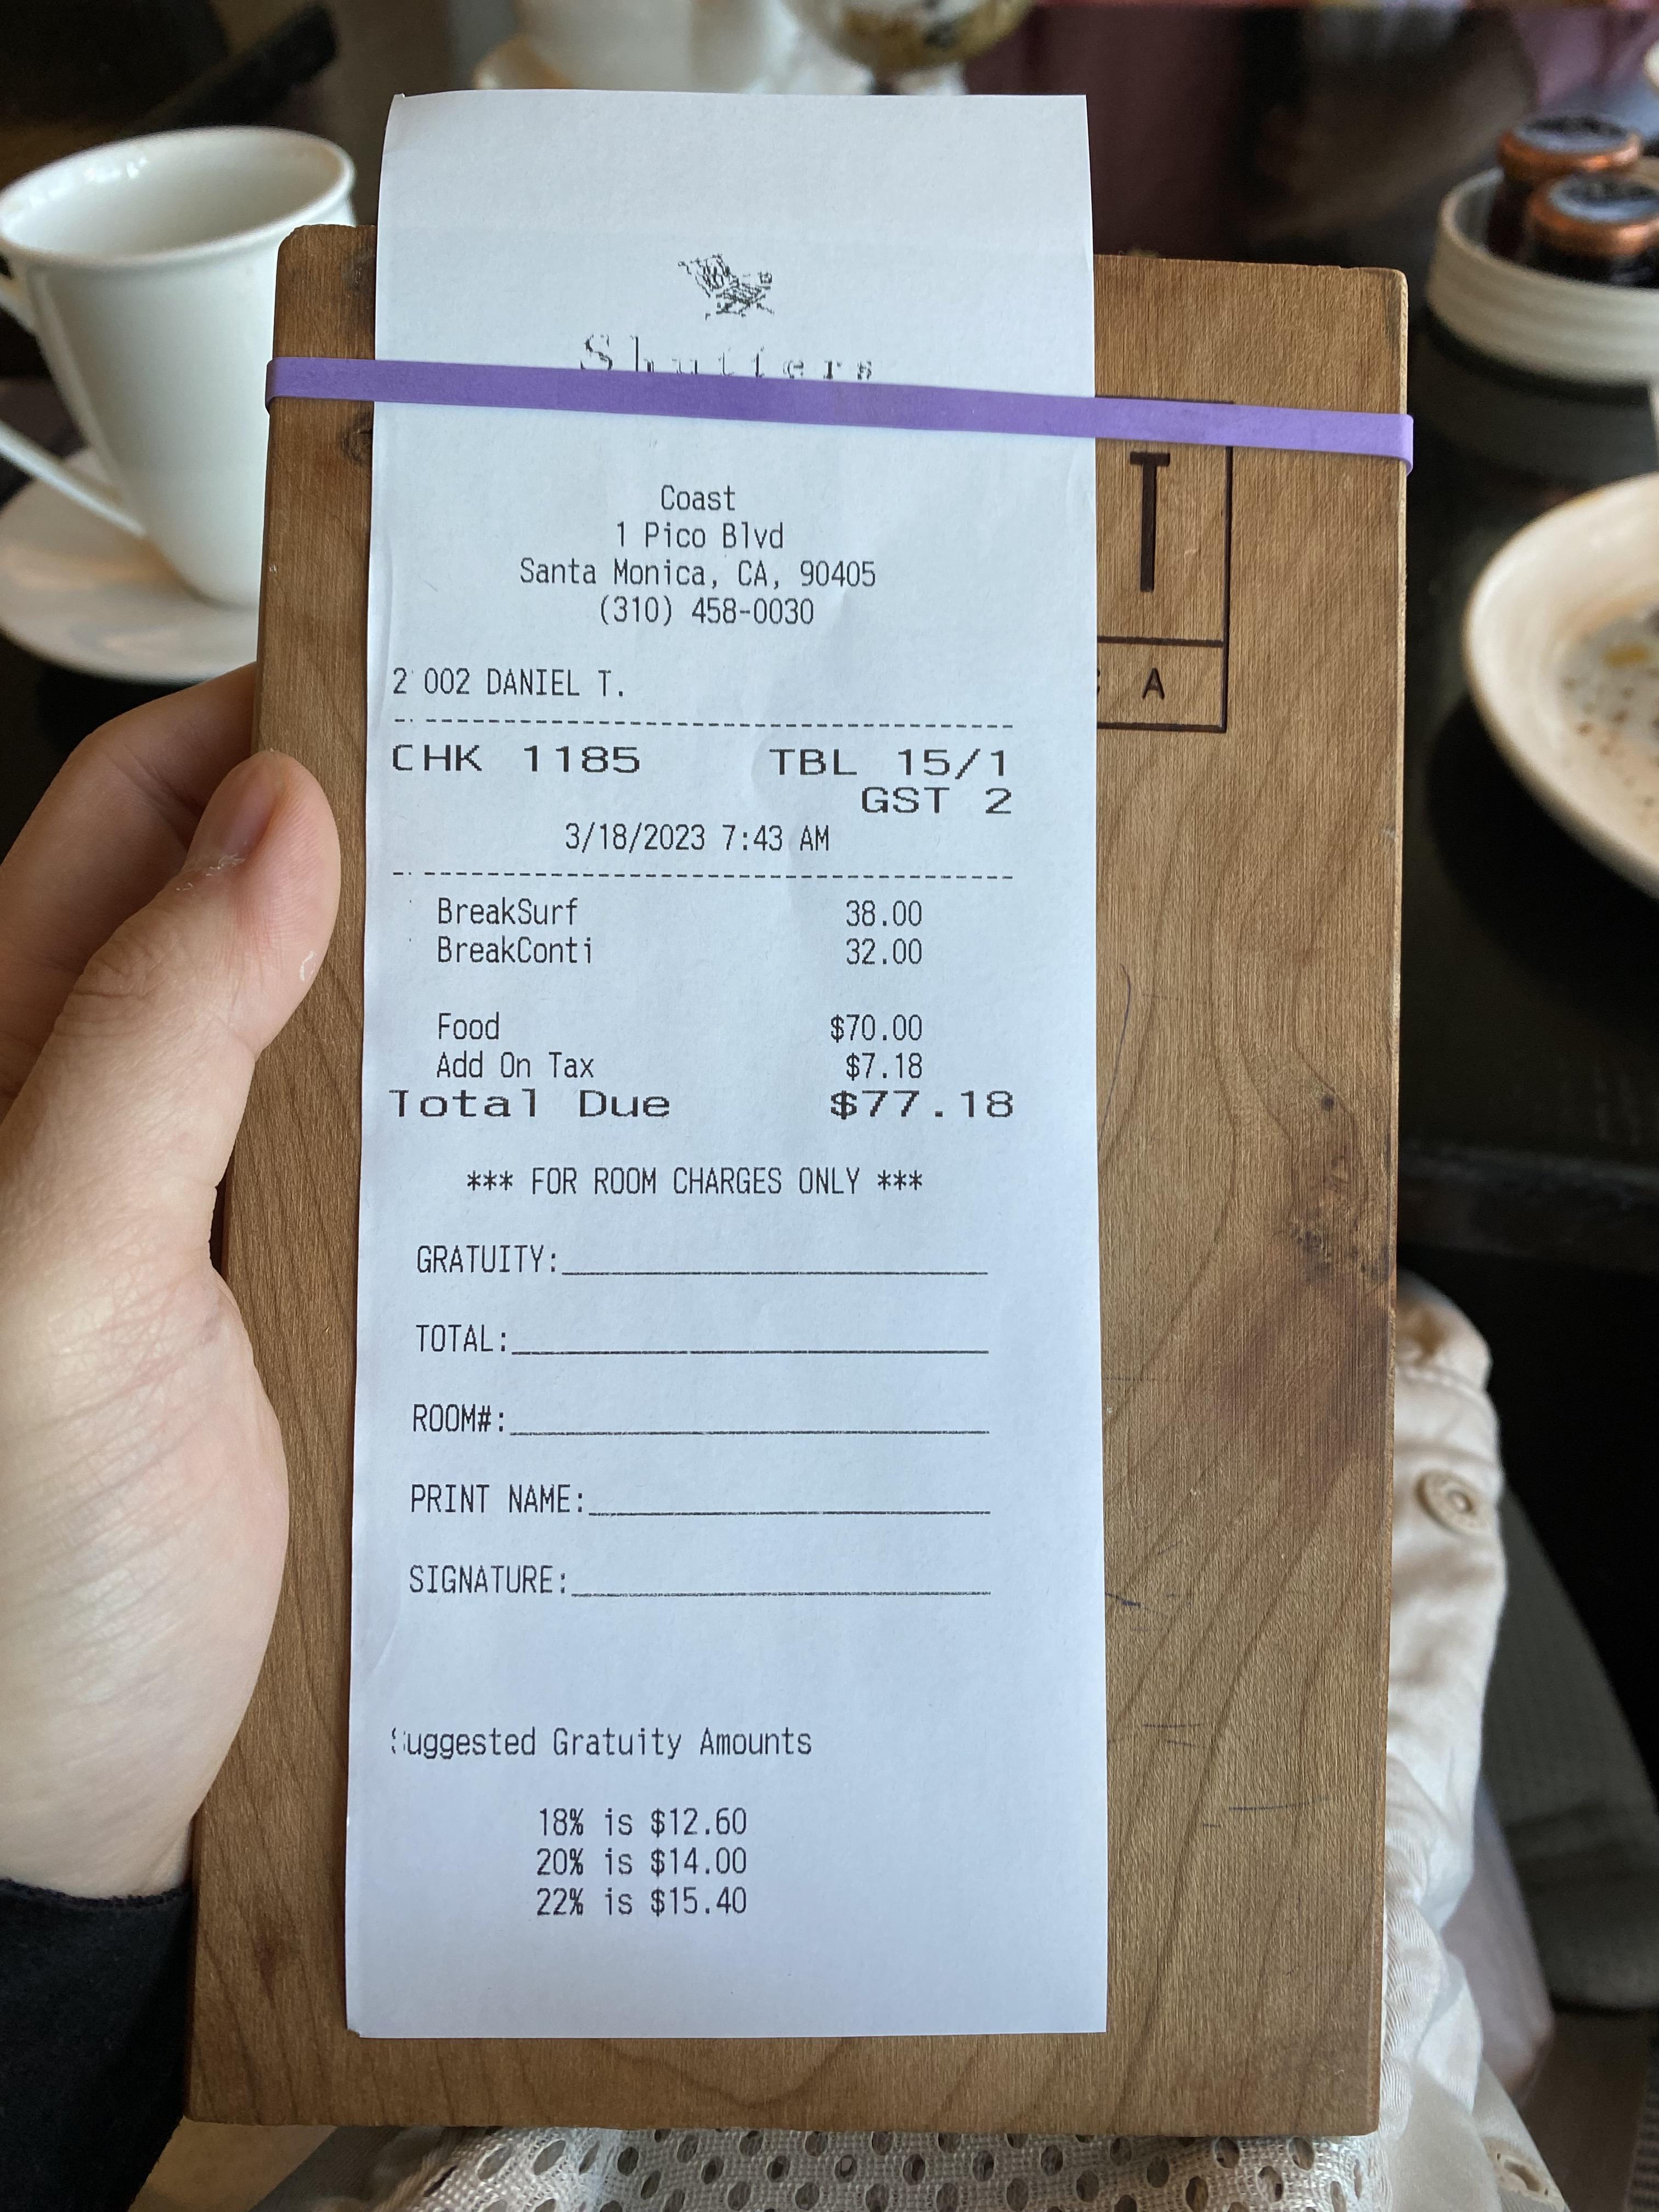 Shutters
T
A
Coast
1 Pico Blvd
Santa Monica, CA, 90405
(310) 458-0030
2 002 DANIEL T.
CHK 1185 TBL 15/1
GST 2
3/18/2023 7:43 AM
BreakSurf 38.00
BreakConti 32.00
Food $70.00
Add On Tax $7.18
Total Due $77.18
*** FOR ROOM CHARGES ONLY ***
GRATUITY:
TOTAL:
ROOM#:
PRINT NAME:
SIGNATURE:
Suggested Gratuity Amounts
18% is $12.60
20% is $14.00
22% is $15.40